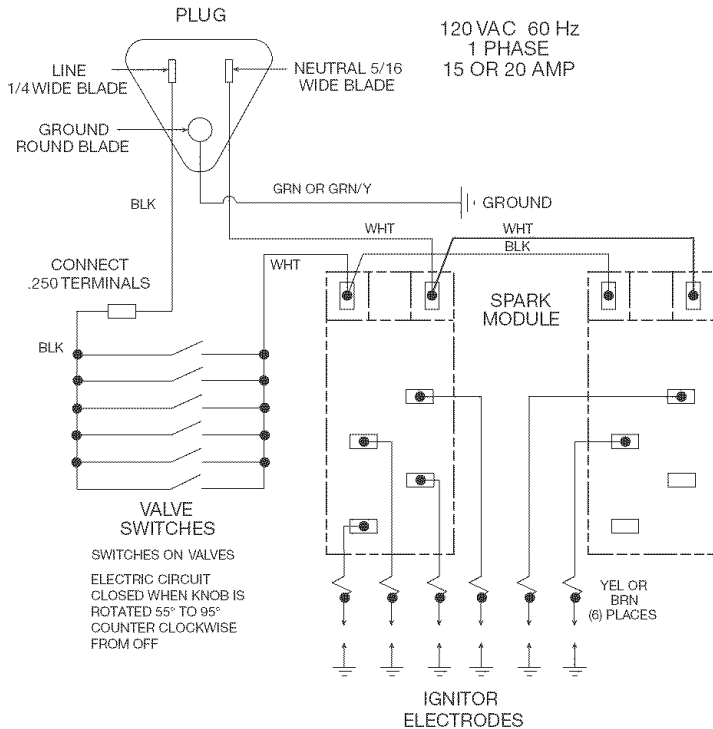 PLUG
120 VAC 60 Hz
1 PHASE
15 OR 20 AMP
LINE
1/4 WIDE BLADE
NEUTRAL 5/16
WIDE BLADE
GROUND
ROUND BLADE
GRN OR GRN/Y
GROUND
BLK
WHT
WHT
BLK
WHT
CONNECT
.250 TERMINALS
SPARK
MODULE
BLK
VALVE
SWITCHES
SWITCHES ON VALVES
ELECTRIC CIRCUIT
CLOSED WHEN KNOB IS
ROTATED 55° TO 95°
COUNTER CLOCKWISE
FROM OFF
YEL OR
BRN
(6) PLACES
IGNITOR
ELECTRODES